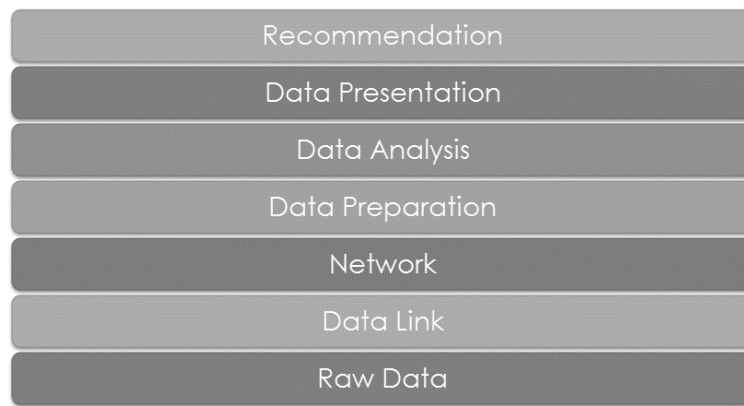 Recommendation
Data Presentation
Data Analysis
Data Preparation
Network
Data Link
Raw Data